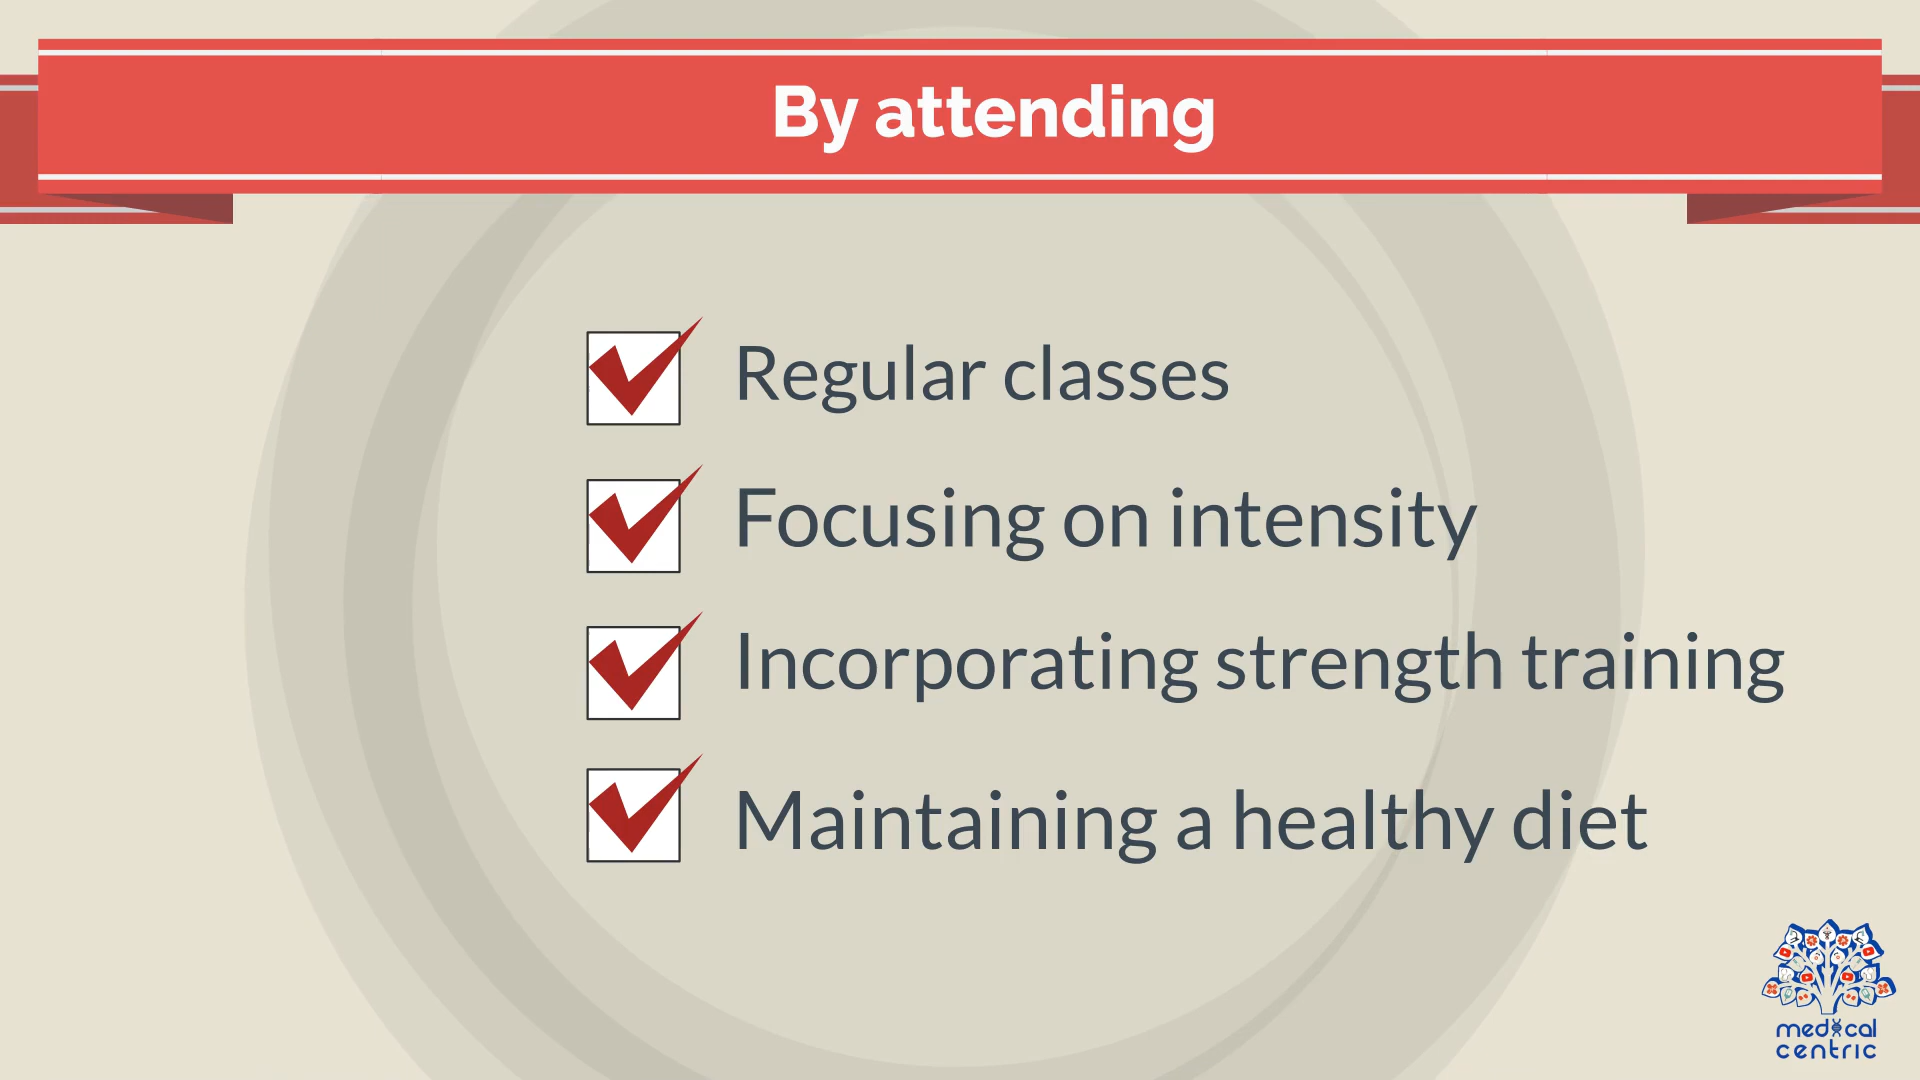 By attending
Regular classes
Focusing on intensity
Incorporating strength training
Maintaining a healthy diet
medical
centric